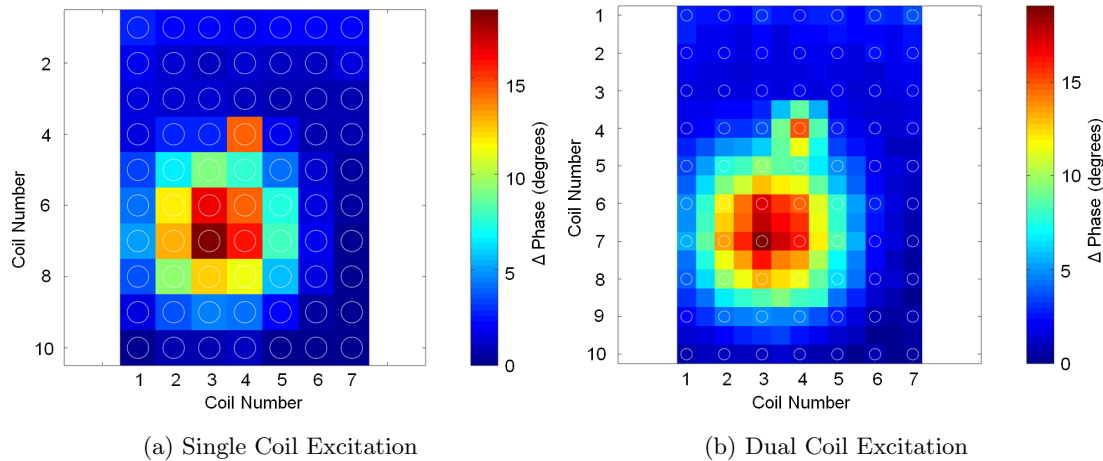 2
4
6
8
10
Coil Number
1 2 3 4 5 6 7
Coil Number
15
10
5
0
Δ Phase (degrees)
(a) Single Coil Excitation
1
2
3
4
5
6
7
8
9
10
Coil Number
1 2 3 4 5 6 7
Coil Number
15
10
5
0
Δ Phase (degrees)
(b) Dual Coil Excitation